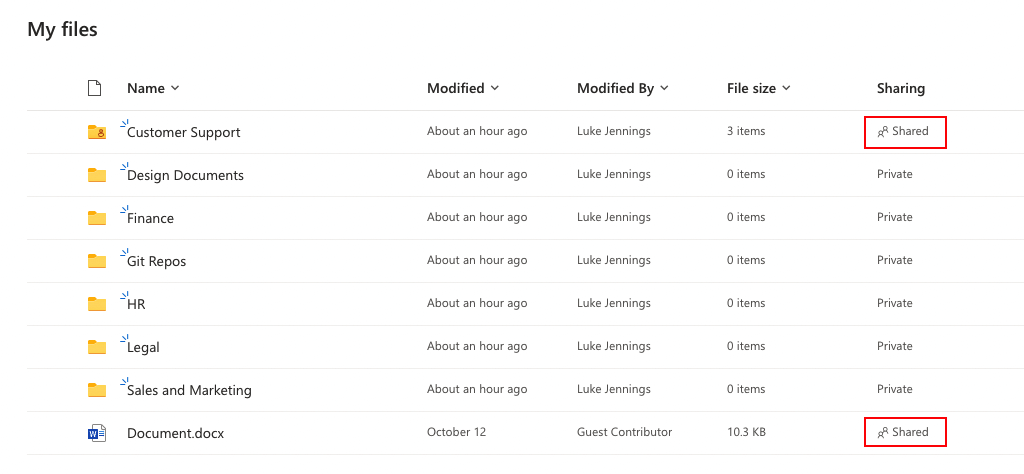 My files
Name Modified Modified By File size Sharing
Customer Support About an hour ago Luke Jennings 3 items Shared
Design Documents About an hour ago Luke Jennings 0 items Private
Finance About an hour ago Luke Jennings 0 items Private
Git Repos About an hour ago Luke Jennings 0 items Private
HR About an hour ago Luke Jennings 0 items Private
Legal About an hour ago Luke Jennings 0 items Private
Sales and Marketing About an hour ago Luke Jennings 0 items Private
W Document.docx October 12 Guest Contributor 10.3 KB Shared